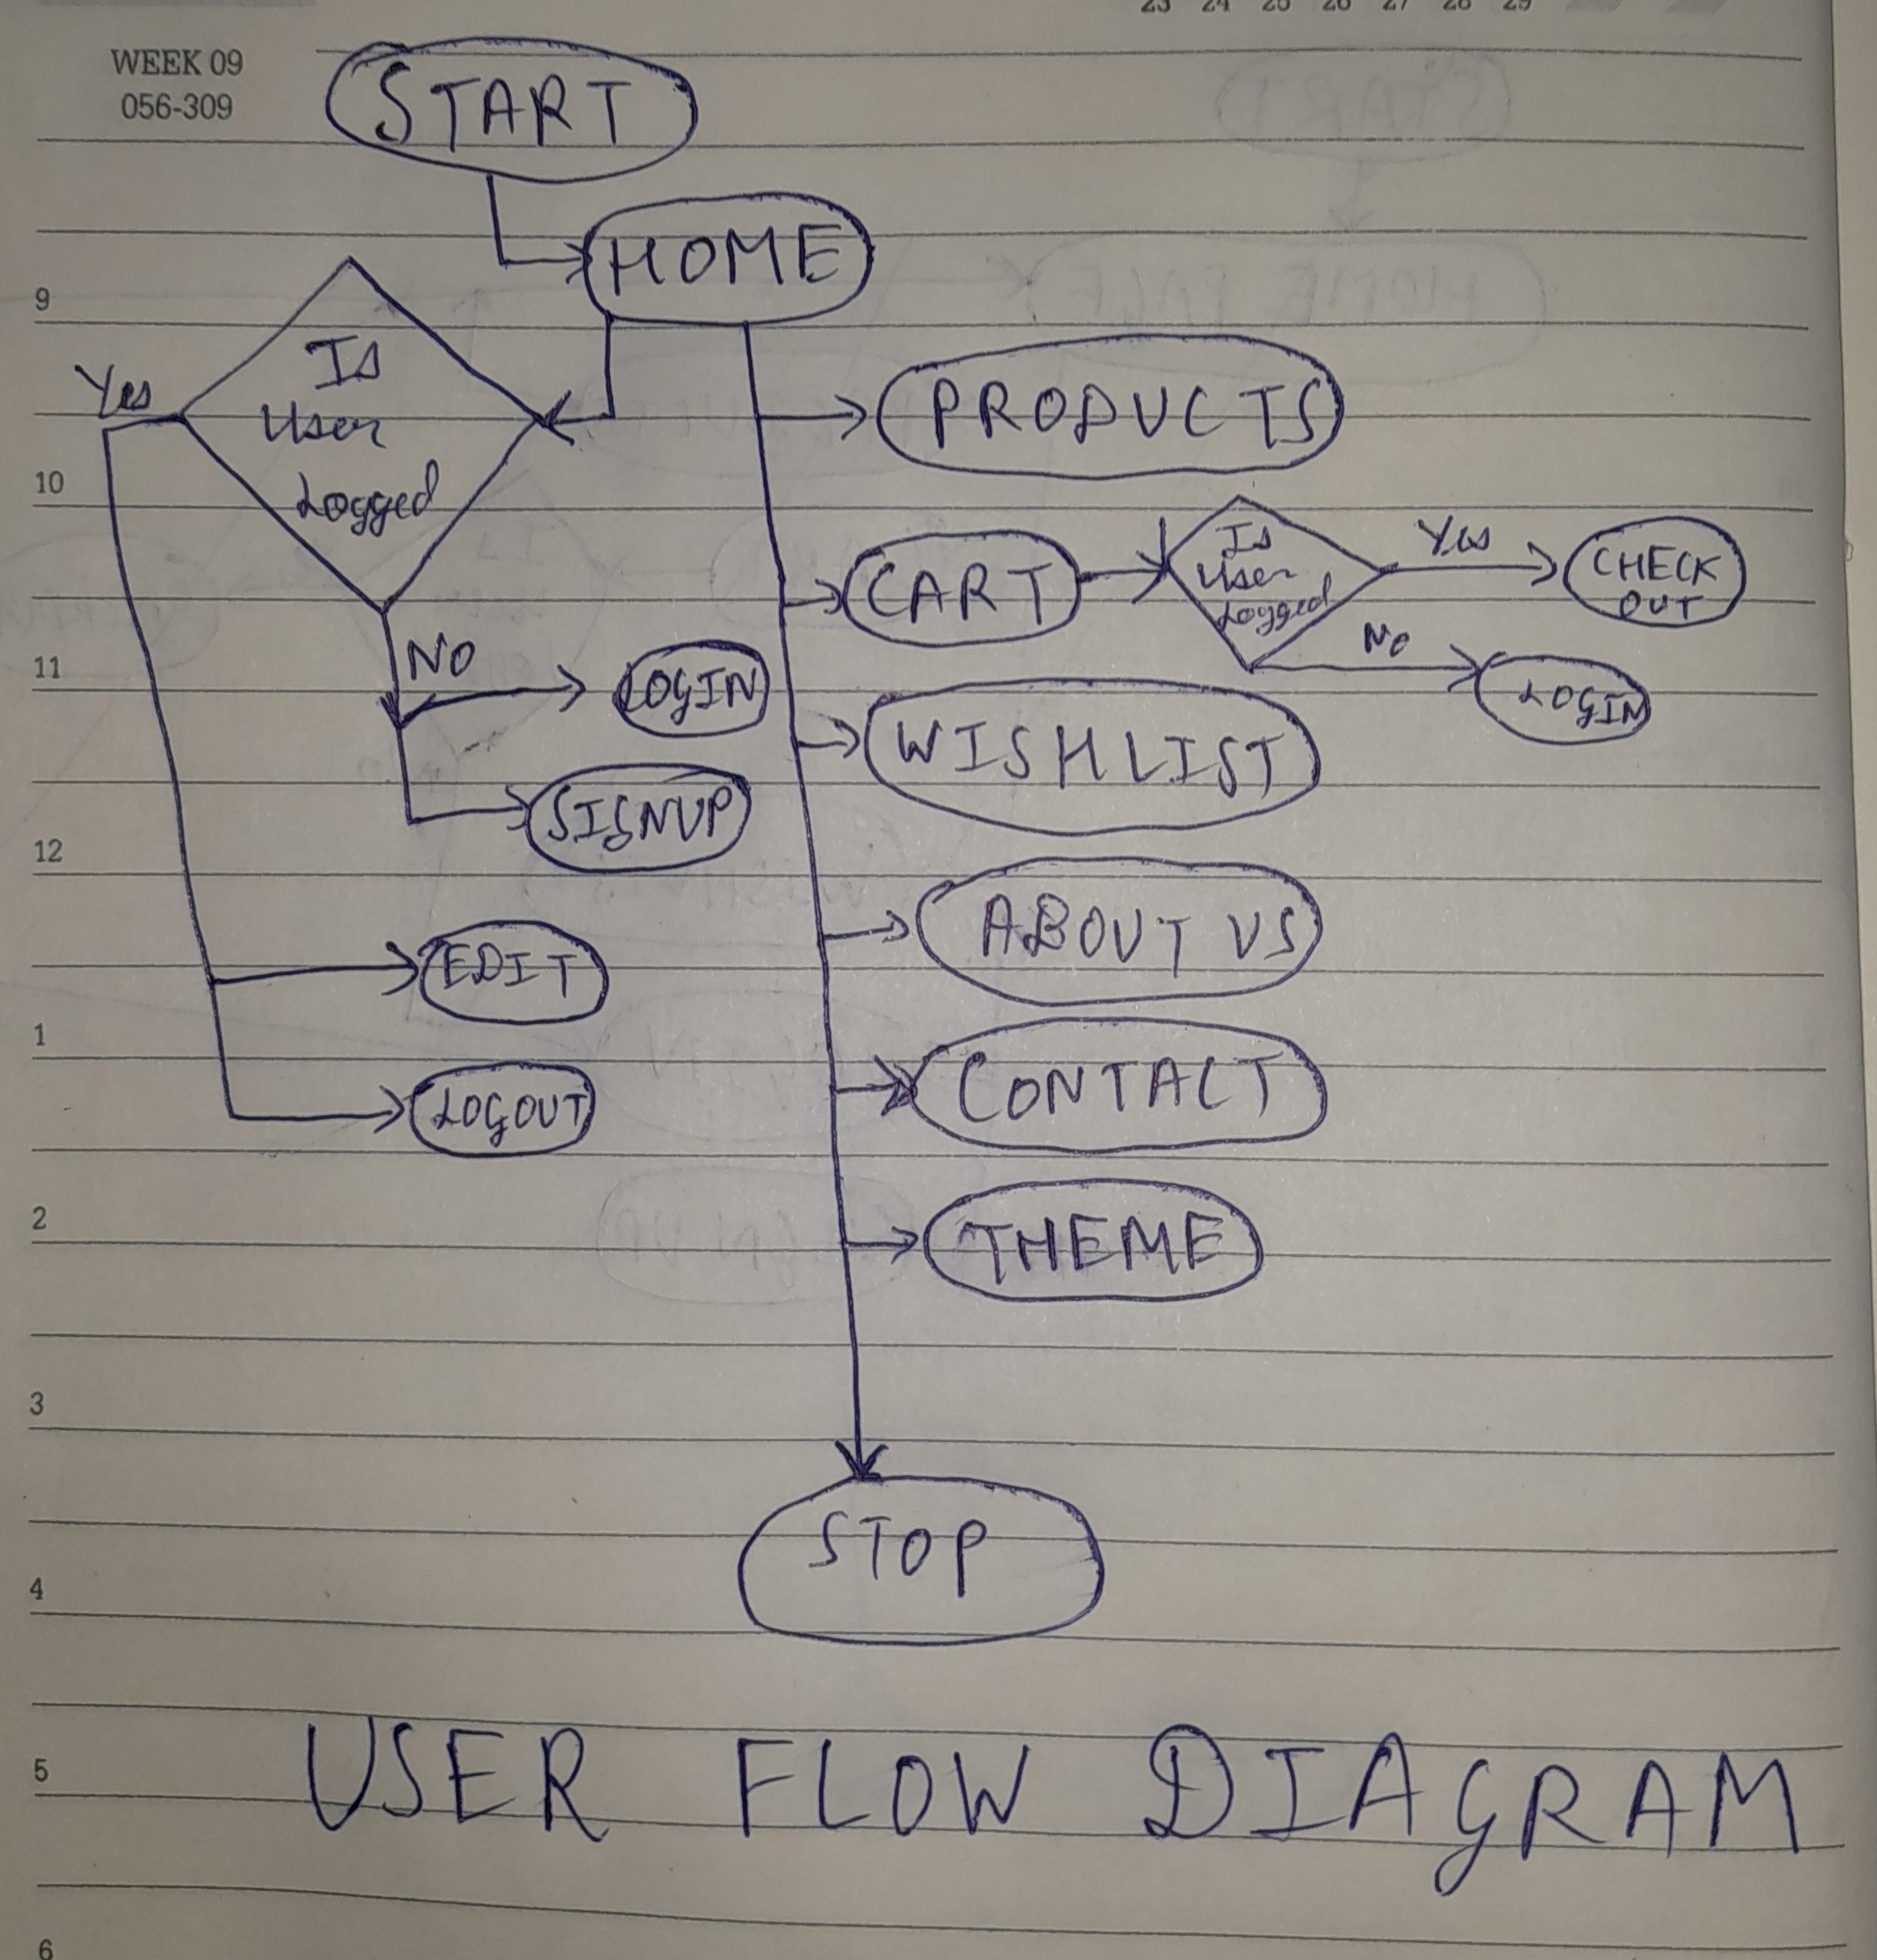 23 24 25 26 27 28 29
WEEK 09
056-309
START
HOME
9
Is
User
Logged
Yes
PRODUCTS
10
CART
Is
User
Logged
Yes
CHECK
OUT
No
LOGIN
NO
11
LOGIN
WISHLIST
SIGNUP
12
ABOUT US
EDIT
1
CONTACT
LOGOUT
2
THEME
3
STOP
4
USER FLOW DIAGRAM
5
6